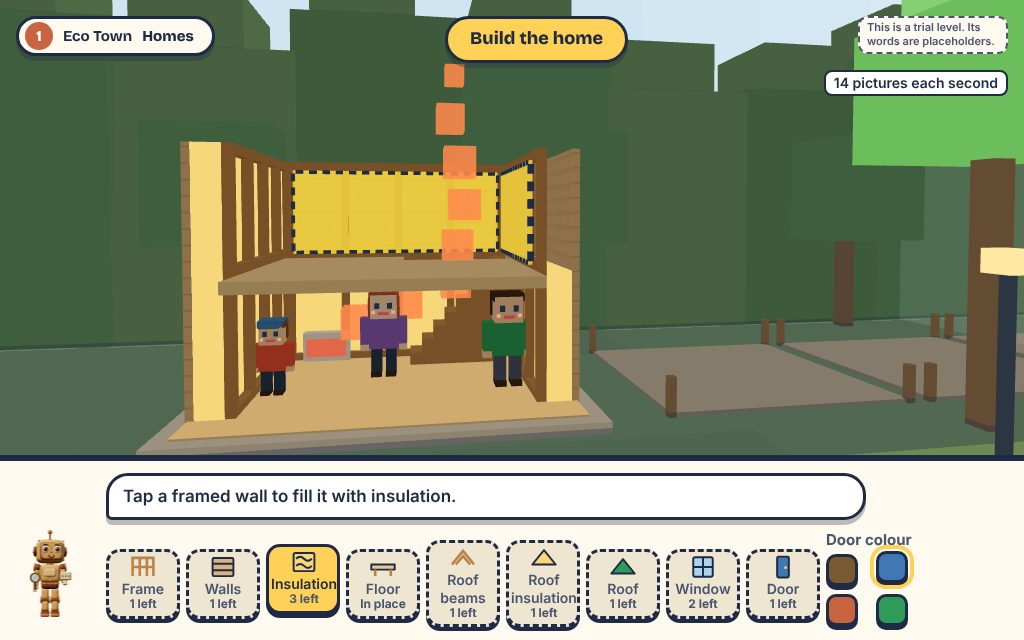 1 Eco Town Homes
Build the home
This is a trial level. Its
words are placeholders.
14 pictures each second
Tap a framed wall to fill it with insulation.
Door colour
Frame
1 left
Walls
1 left
Insulation
3 left
Floor
In place
Roof
beams
1 left
Roof
insulation
1 left
Roof
1 left
Window
2 left
Door
1 left